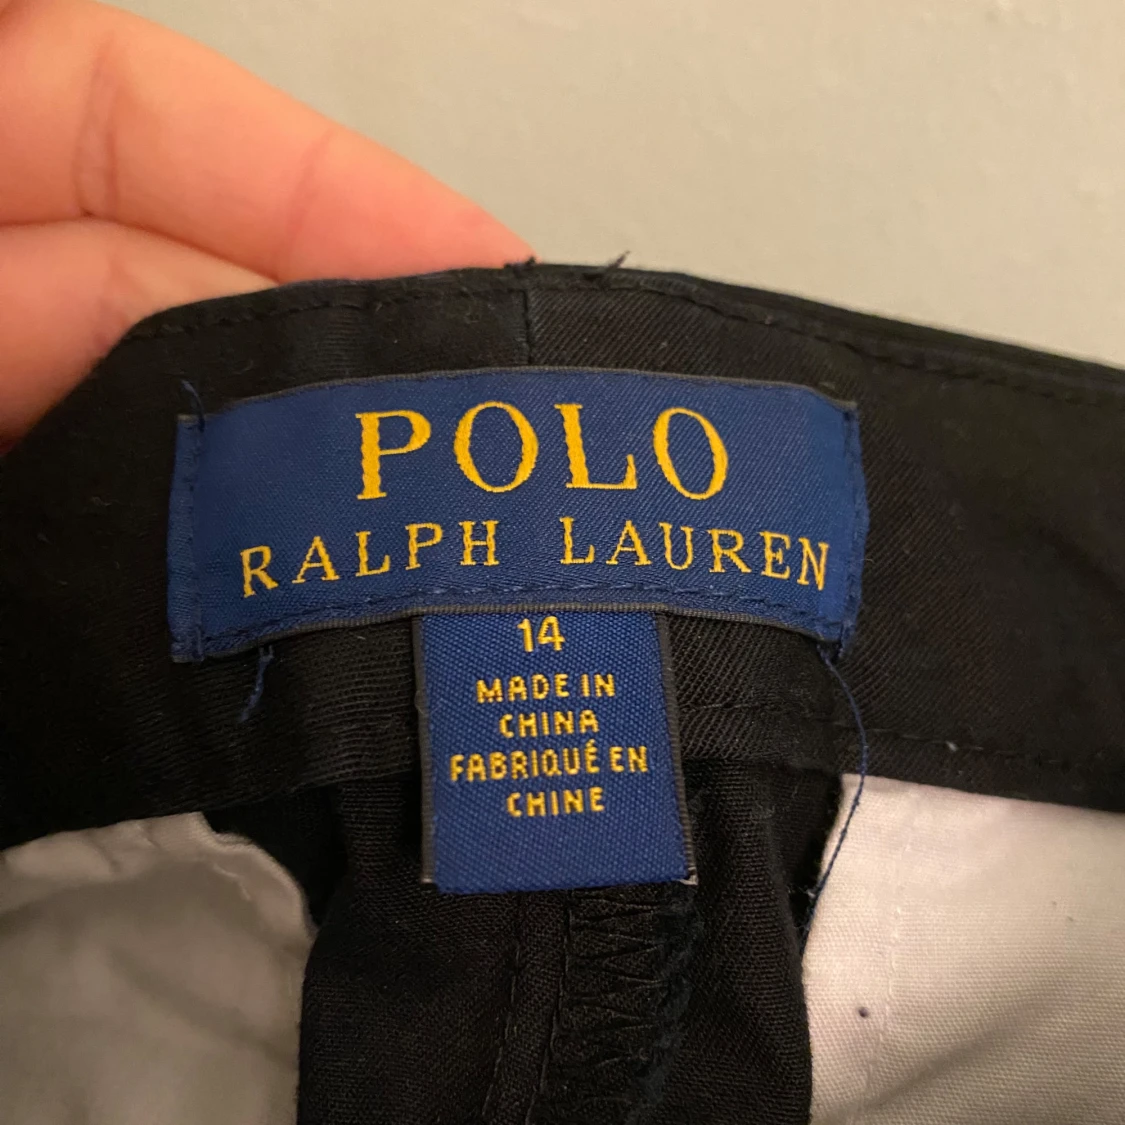 POLO
RALPH LAUREN
14
MADE IN
CHINA
FABRIQUÉ EN
CHINE